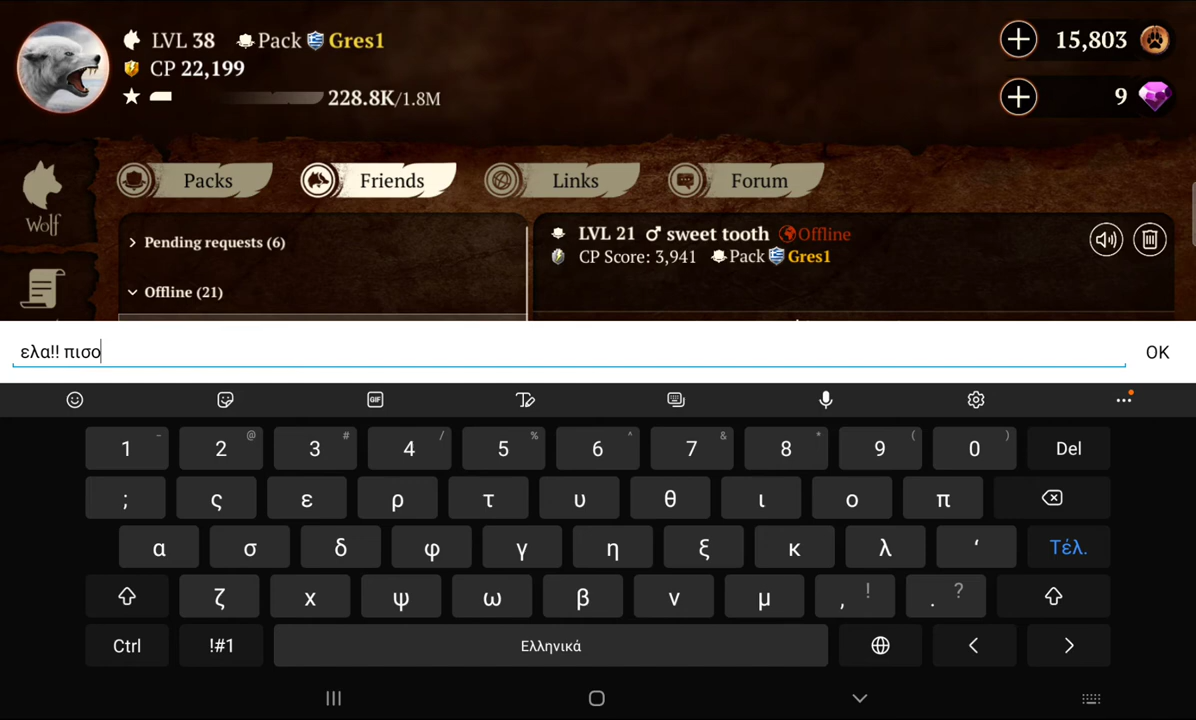 LVL 38 Pack Gres1
CP 22,199
228.8K/1.8M
15,803
9
Wolf
Packs Friends Links Forum
Pending requests (6)
Offline (21)
LVL 21 ♂ sweet tooth Offline
CP Score: 3,941 Pack Gres1
ελα!! πισο OK
GIF
1 - 2 @ 3 # 4 / 5 % 6 ^ 7 & 8 * 9 ( 0 ) Del
; ς ε ρ τ υ θ ι ο π
α σ δ φ γ η ξ κ λ ‘ Τέλ.
ζ χ ψ ω β ν μ , ! . ?
Ctrl !#1 Ελληνικά < >